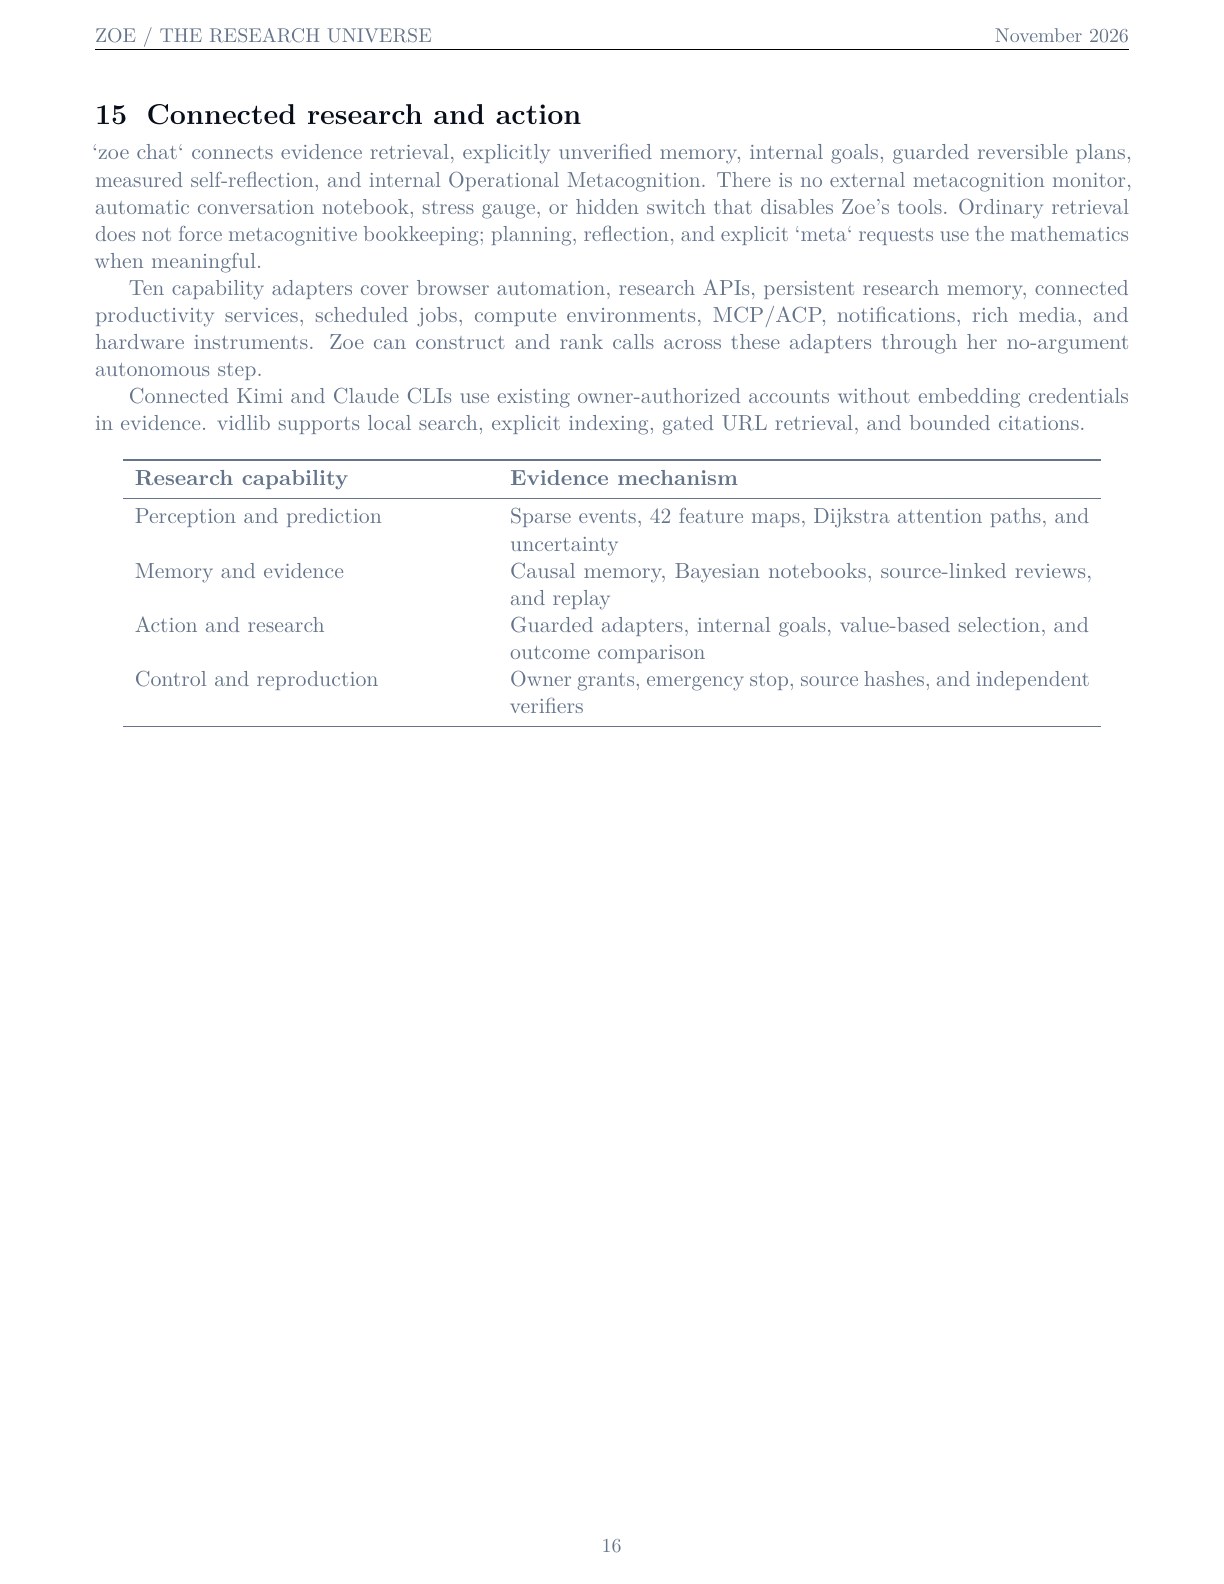 ZOE / THE RESEARCH UNIVERSE November 2026
15 Connected research and action
‘zoe chat‘ connects evidence retrieval, explicitly unverified memory, internal goals, guarded reversible plans,
measured self-reflection, and internal Operational Metacognition. There is no external metacognition monitor,
automatic conversation notebook, stress gauge, or hidden switch that disables Zoe’s tools. Ordinary retrieval
does not force metacognitive bookkeeping; planning, reflection, and explicit ‘meta‘ requests use the mathematics
when meaningful.
Ten capability adapters cover browser automation, research APIs, persistent research memory, connected
productivity services, scheduled jobs, compute environments, MCP/ACP, notifications, rich media, and
hardware instruments. Zoe can construct and rank calls across these adapters through her no-argument
autonomous step.
Connected Kimi and Claude CLIs use existing owner-authorized accounts without embedding credentials
in evidence. vidlib supports local search, explicit indexing, gated URL retrieval, and bounded citations.
Research capability Evidence mechanism
Perception and prediction Sparse events, 42 feature maps, Dijkstra attention paths, and
uncertainty
Memory and evidence Causal memory, Bayesian notebooks, source-linked reviews,
and replay
Action and research Guarded adapters, internal goals, value-based selection, and
outcome comparison
Control and reproduction Owner grants, emergency stop, source hashes, and independent
verifiers
16